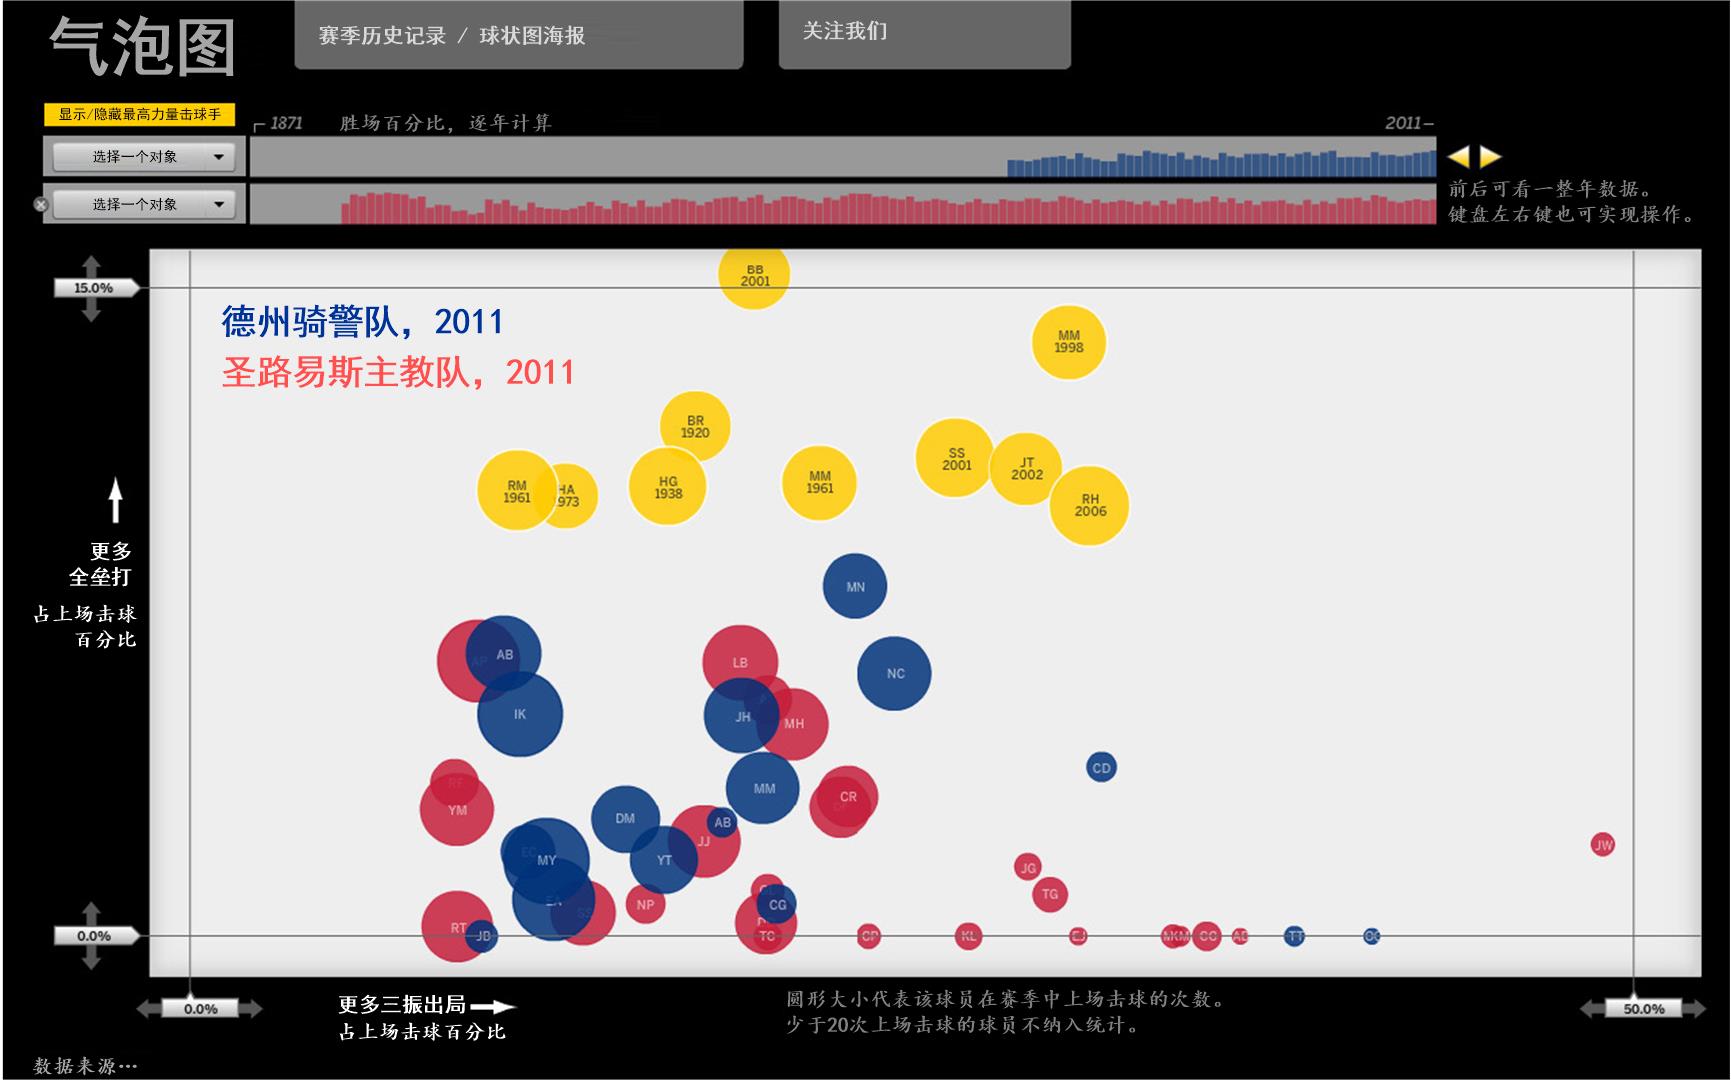 气泡图
赛季历史记录 / 球状图海报
关注我们
显示/隐藏最高力量击球手
1871
胜场百分比，逐年计算
2011
选择一个对象
选择一个对象
前后可看一整年数据。
键盘左右键也可实现操作。
15.0%
德州骑警队，2011
圣路易斯主教队，2011
BB
2001
MM
1998
BR
1920
SS
2001
JT
2002
RM
1961
HA
1973
HG
1938
MM
1961
RH
2006
更多
全垒打
占上场击球
百分比
MN
AP
AB
LB
NC
IK
JH
MH
CD
RF
YM
MM
CR
DF
DM
AB
JJ
JW
EC
MY
YT
JG
TG
EA
SS
NP
CG
RT
JB
0.0%
TG
CP
KL
EJ
MK
KM
CC
AB
TT
0.0%
50.0%
更多三振出局
占上场击球百分比
圆形大小代表该球员在赛季中上场击球的次数。
少于20次上场击球的球员不纳入统计。
数据来源…